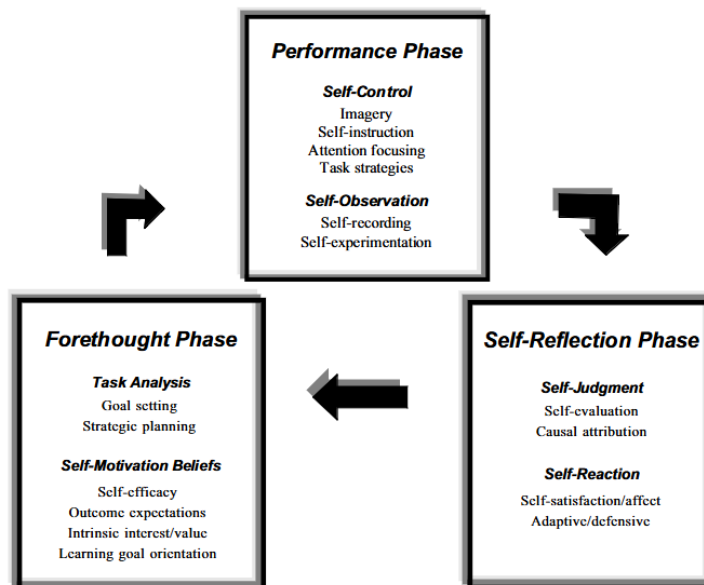 Performance Phase
Self-Control
Imagery
Self-instruction
Attention focusing
Task strategies
Self-Observation
Self-recording
Self-experimentation
Forethought Phase
Task Analysis
Goal setting
Strategic planning
Self-Motivation Beliefs
Self-efficacy
Outcome expectations
Intrinsic interest/value
Learning goal orientation
Self-Reflection Phase
Self-Judgment
Self-evaluation
Causal attribution
Self-Reaction
Self-satisfaction/affect
Adaptive/defensive